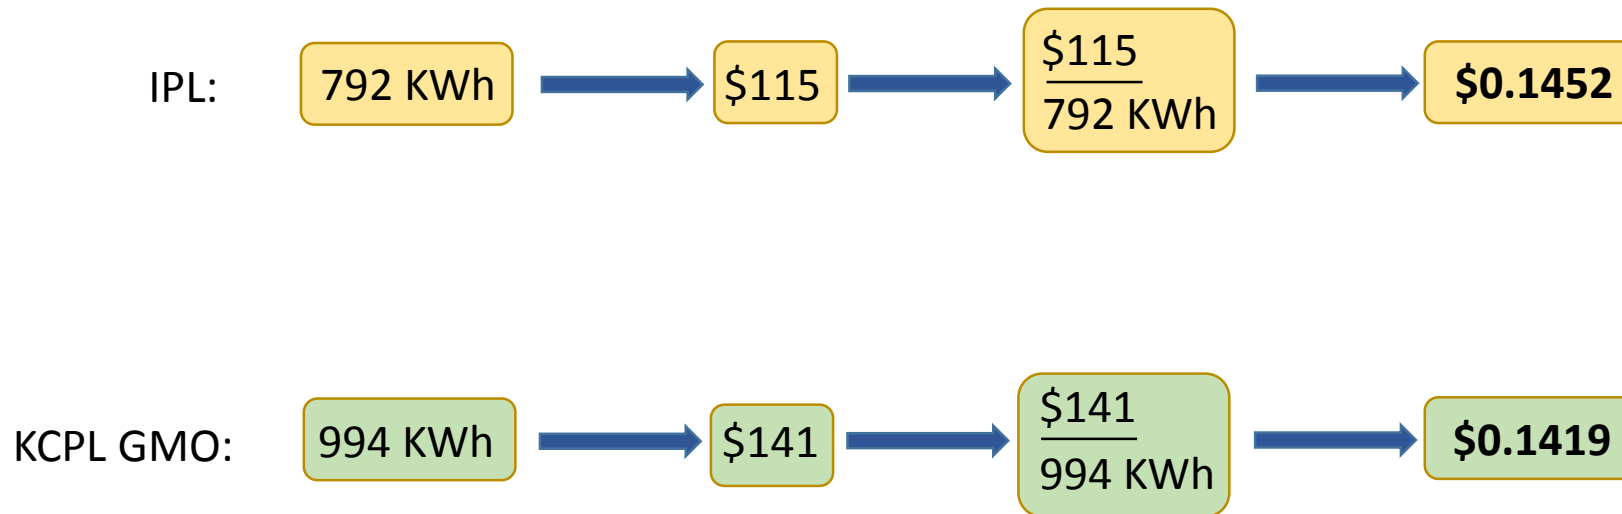 IPL: 792 KWh $115 $115 $0.1452
792 KWh
KCPL GMO: 994 KWh $141 $141 $0.1419
994 KWh